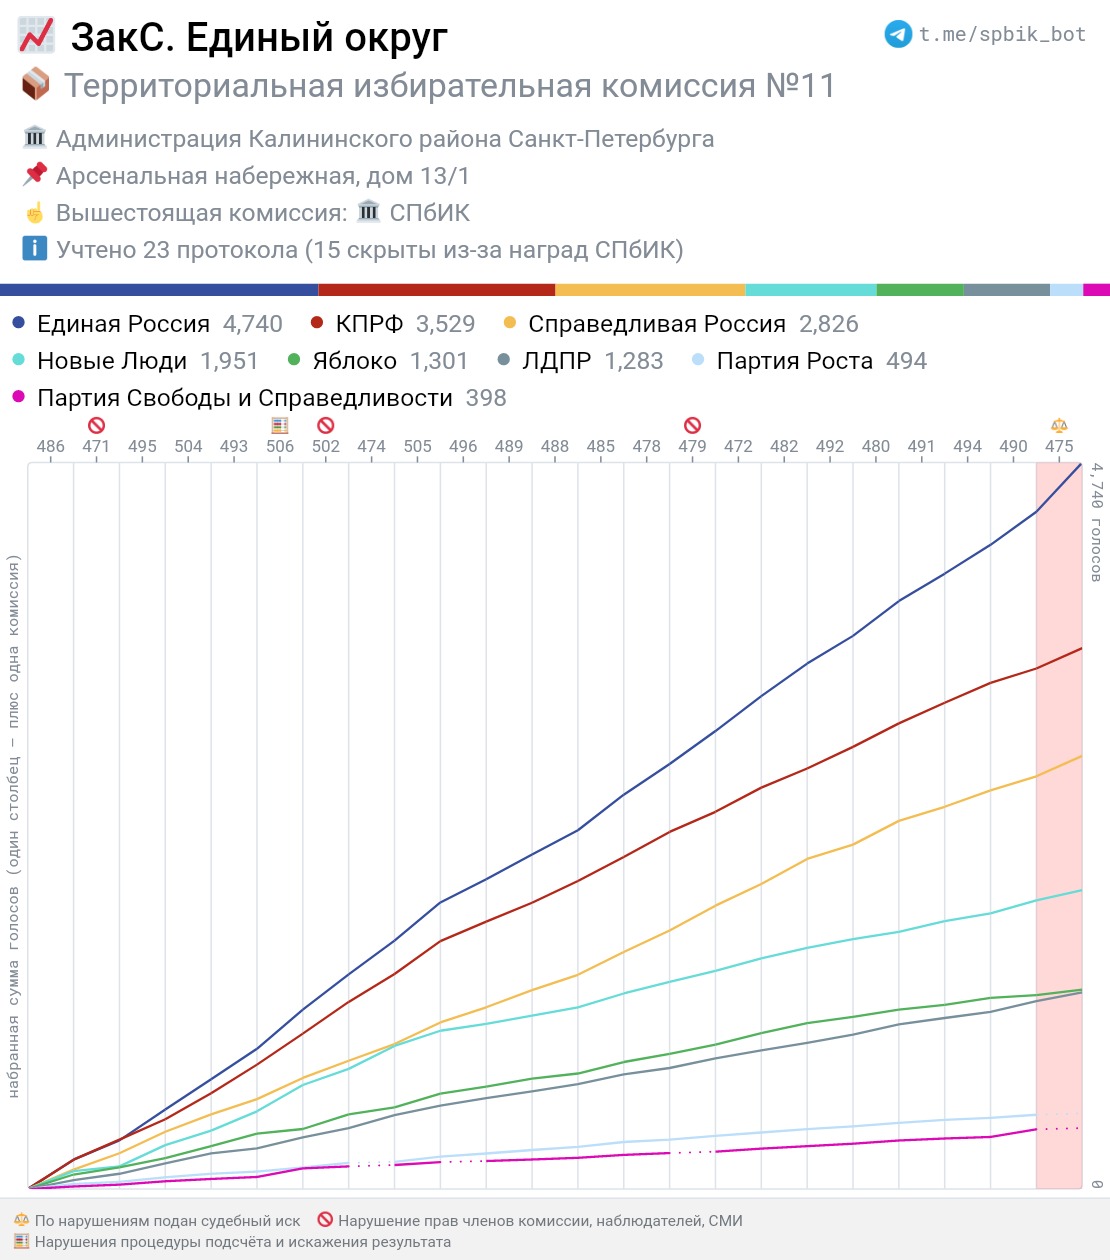 ЗакС. Единый округ
t.me/spbik_bot
Территориальная избирательная комиссия №11
Администрация Калининского района Санкт-Петербурга
Арсенальная набережная, дом 13/1
Вышестоящая комиссия: СПбИК
Учтено 23 протокола (15 скрыты из-за наград СПбИК)
Единая Россия 4,740 КПРФ 3,529 Справедливая Россия 2,826
Новые Люди 1,951 Яблоко 1,301 ЛДПР 1,283 Партия Роста 494
Партия Свободы и Справедливости 398
486 471 495 504 493 506 502 474 505 496 489 488 485 478 479 472 482 492 480 491 494 490 475
набранная сумма голосов (один столбец — плюс одна комиссия)
4,740 голосов
0
По нарушениям подан судебный иск Нарушение прав членов комиссии, наблюдателей, СМИ
Нарушения процедуры подсчёта и искажения результата